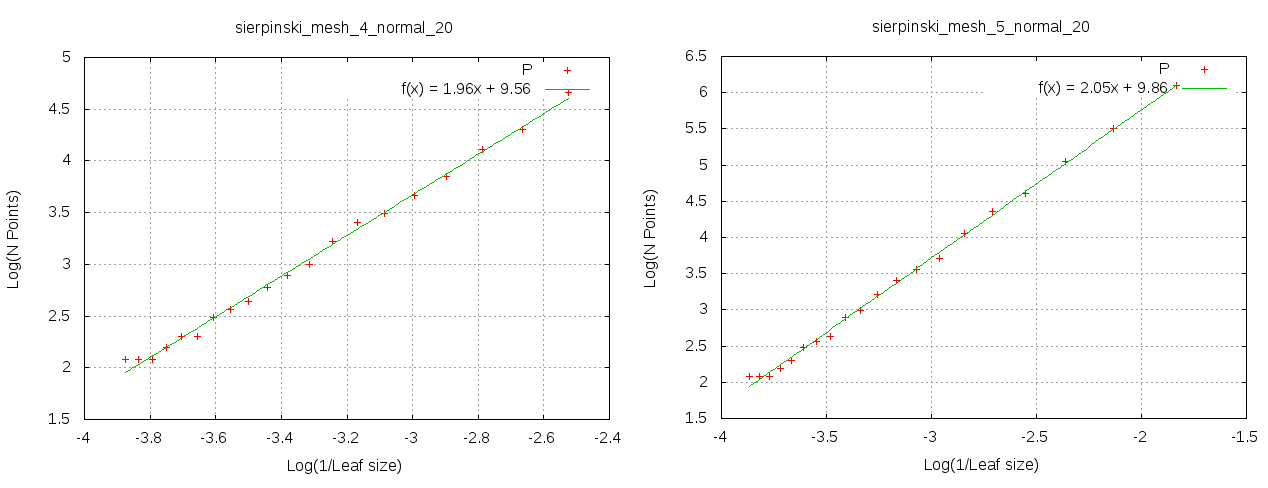 sierpinski_mesh_4_normal_20
5
4.5
4
3.5
3
2.5
2
1.5
Log(N Points)
P
f(x) = 1.96x + 9.56
-4 -3.8 -3.6 -3.4 -3.2 -3 -2.8 -2.6 -2.4
Log(1/Leaf size)
sierpinski_mesh_5_normal_20
6.5
6
5.5
5
4.5
4
3.5
3
2.5
2
1.5
Log(N Points)
P
f(x) = 2.05x + 9.86
-4 -3.5 -3 -2.5 -2 -1.5
Log(1/Leaf size)